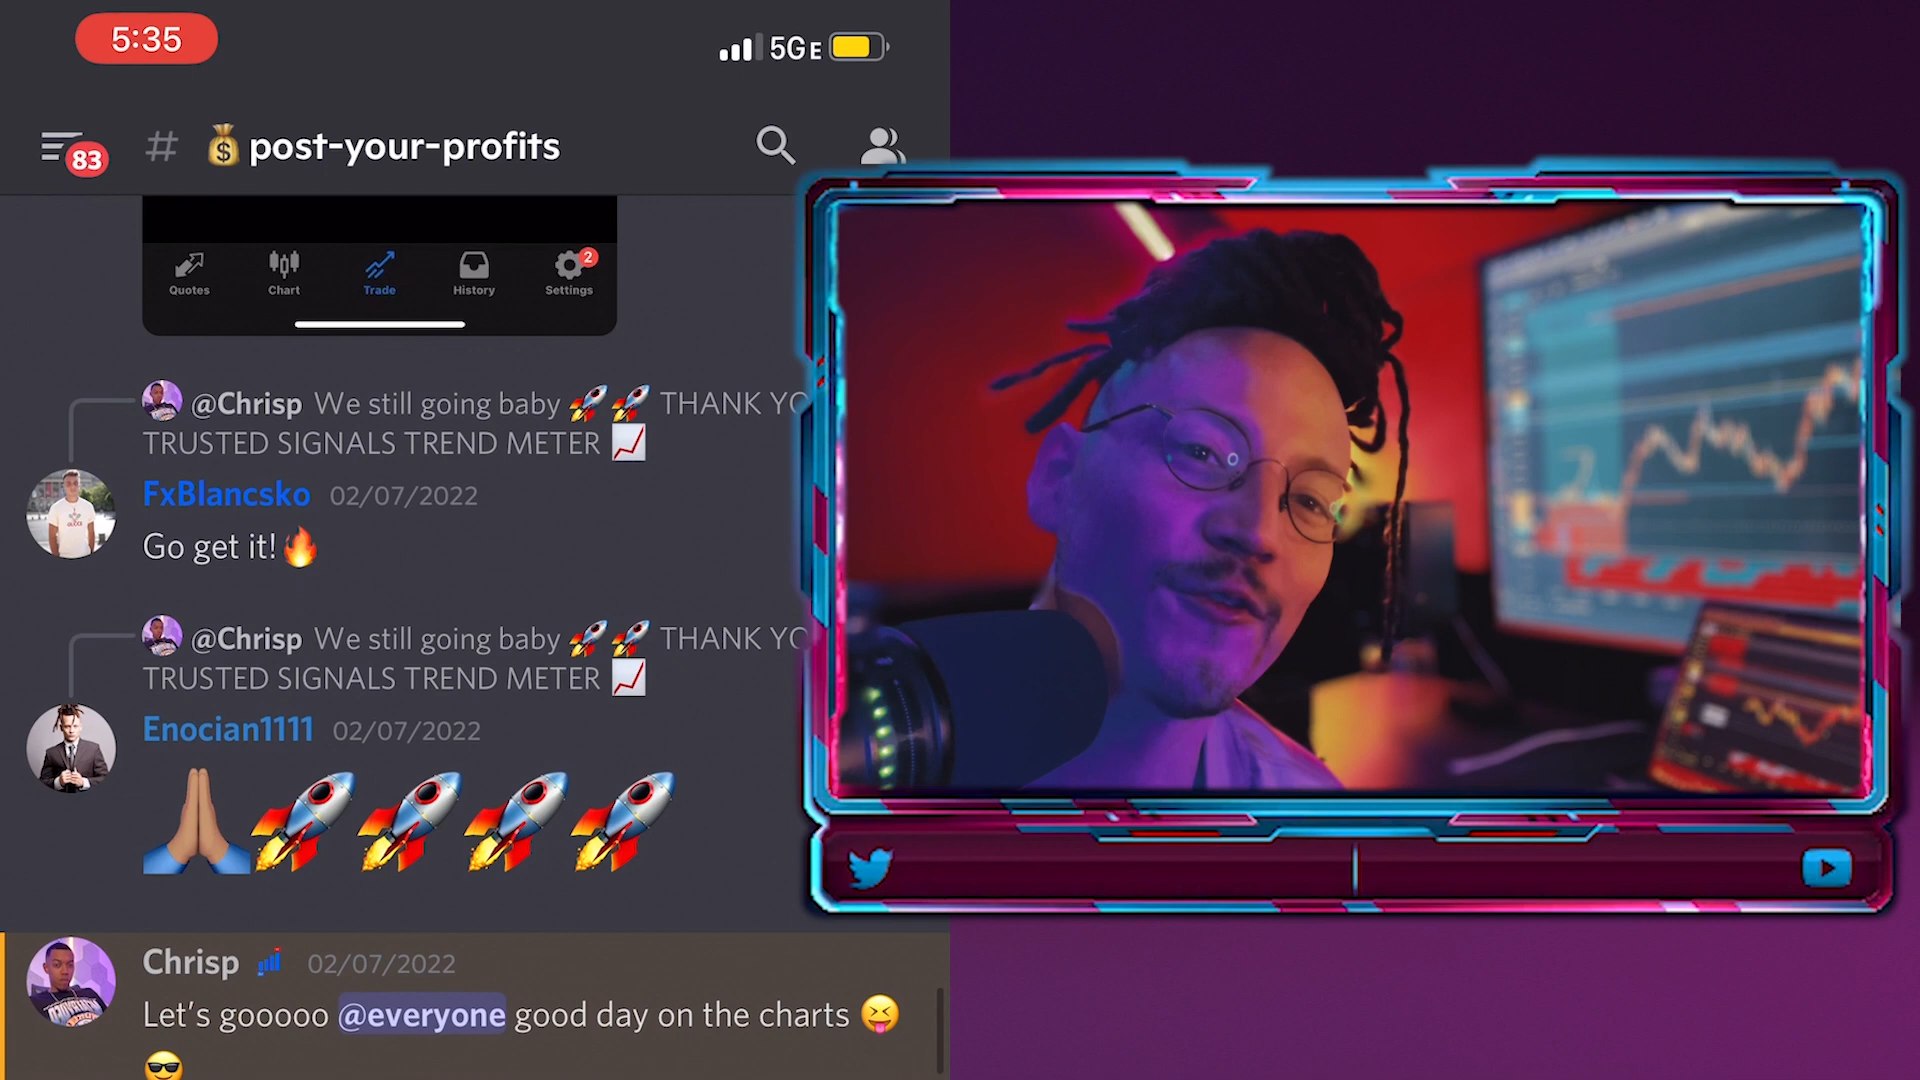 5:35
5GE
83
# post-your-profits
Quotes
Chart
Trade
History
Settings
2
@Chrisp We still going baby THANK YO
TRUSTED SIGNALS TREND METER
FxBlancsko 02/07/2022
Go get it!
@Chrisp We still going baby THANK YO
TRUSTED SIGNALS TREND METER
Enocian1111 02/07/2022
Chrisp 02/07/2022
Let's gooooo @everyone good day on the charts